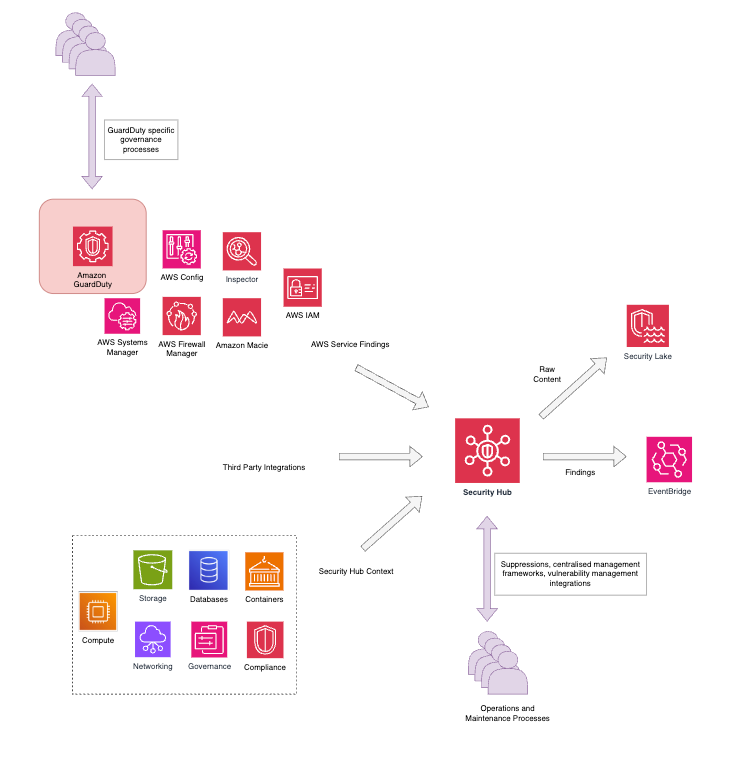 GuardDuty specific
governance
processes
Amazon
GuardDuty
AWS Config
Inspector
AWS IAM
AWS Systems
Manager
AWS Firewall
Manager
Amazon Macie
AWS Service Findings
Raw
Content
Security Lake
Third Party Integrations
Security Hub
Findings
EventBridge
Security Hub Context
Suppressions, centralised management
frameworks, vulnerability management
integrations
Storage
Databases
Containers
Compute
Networking
Governance
Compliance
Operations and
Maintenance Processes